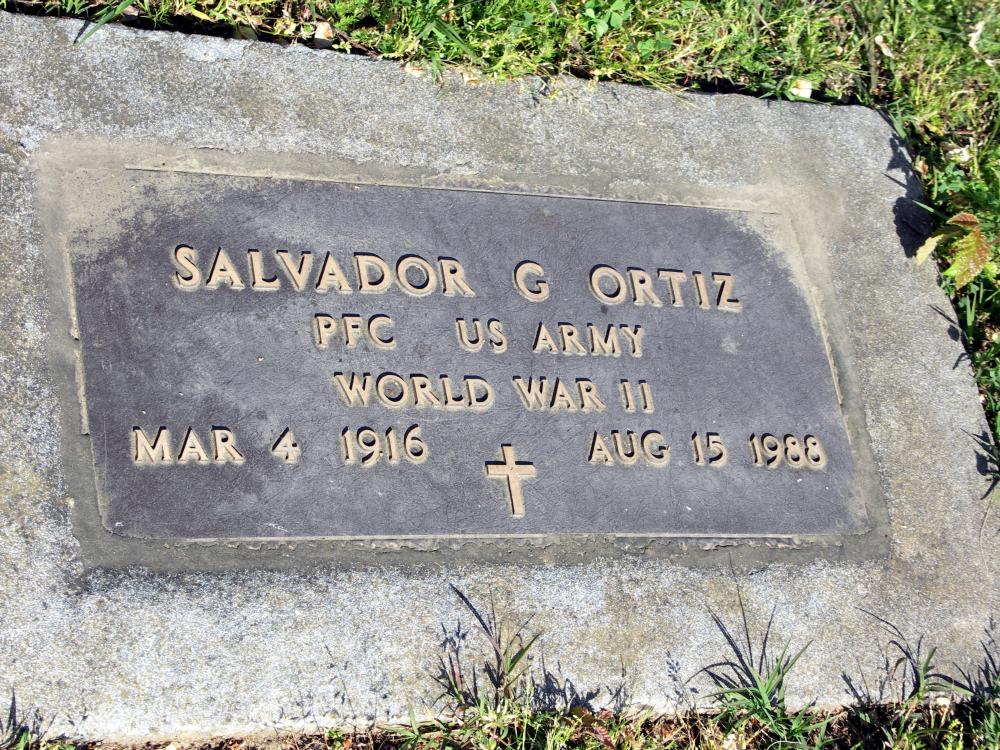 SALVADOR G ORTIZ
PFC US ARMY
WORLD WAR II
MAR 4 1916 AUG 15 1988